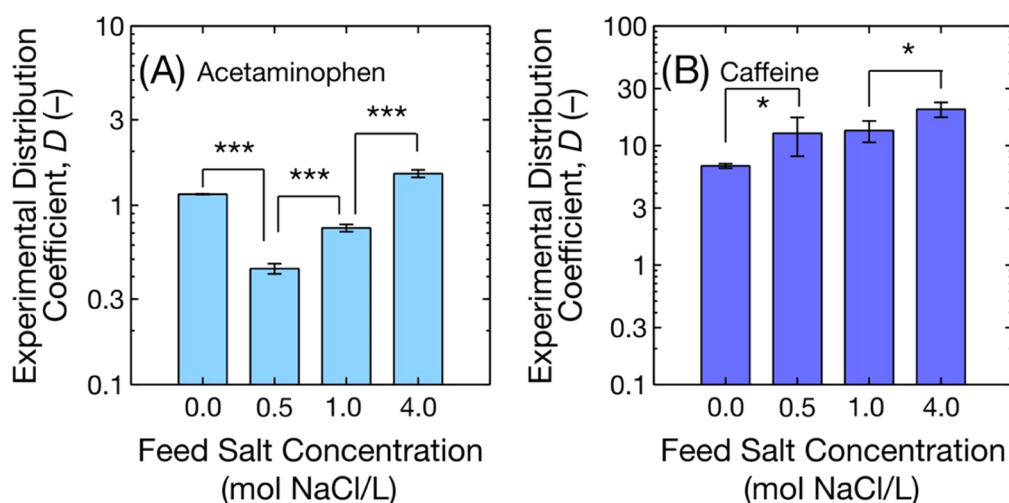 Experimental Distribution
Coefficient, D (–)
10
3
1
0.3
0.1
(A) Acetaminophen
***
***
***
0.0 0.5 1.0 4.0
Feed Salt Concentration
(mol NaCl/L)
Experimental Distribution
Coefficient, D (–)
100
30
10
3
1
0.3
0.1
(B) Caffeine
*
*
0.0 0.5 1.0 4.0
Feed Salt Concentration
(mol NaCl/L)